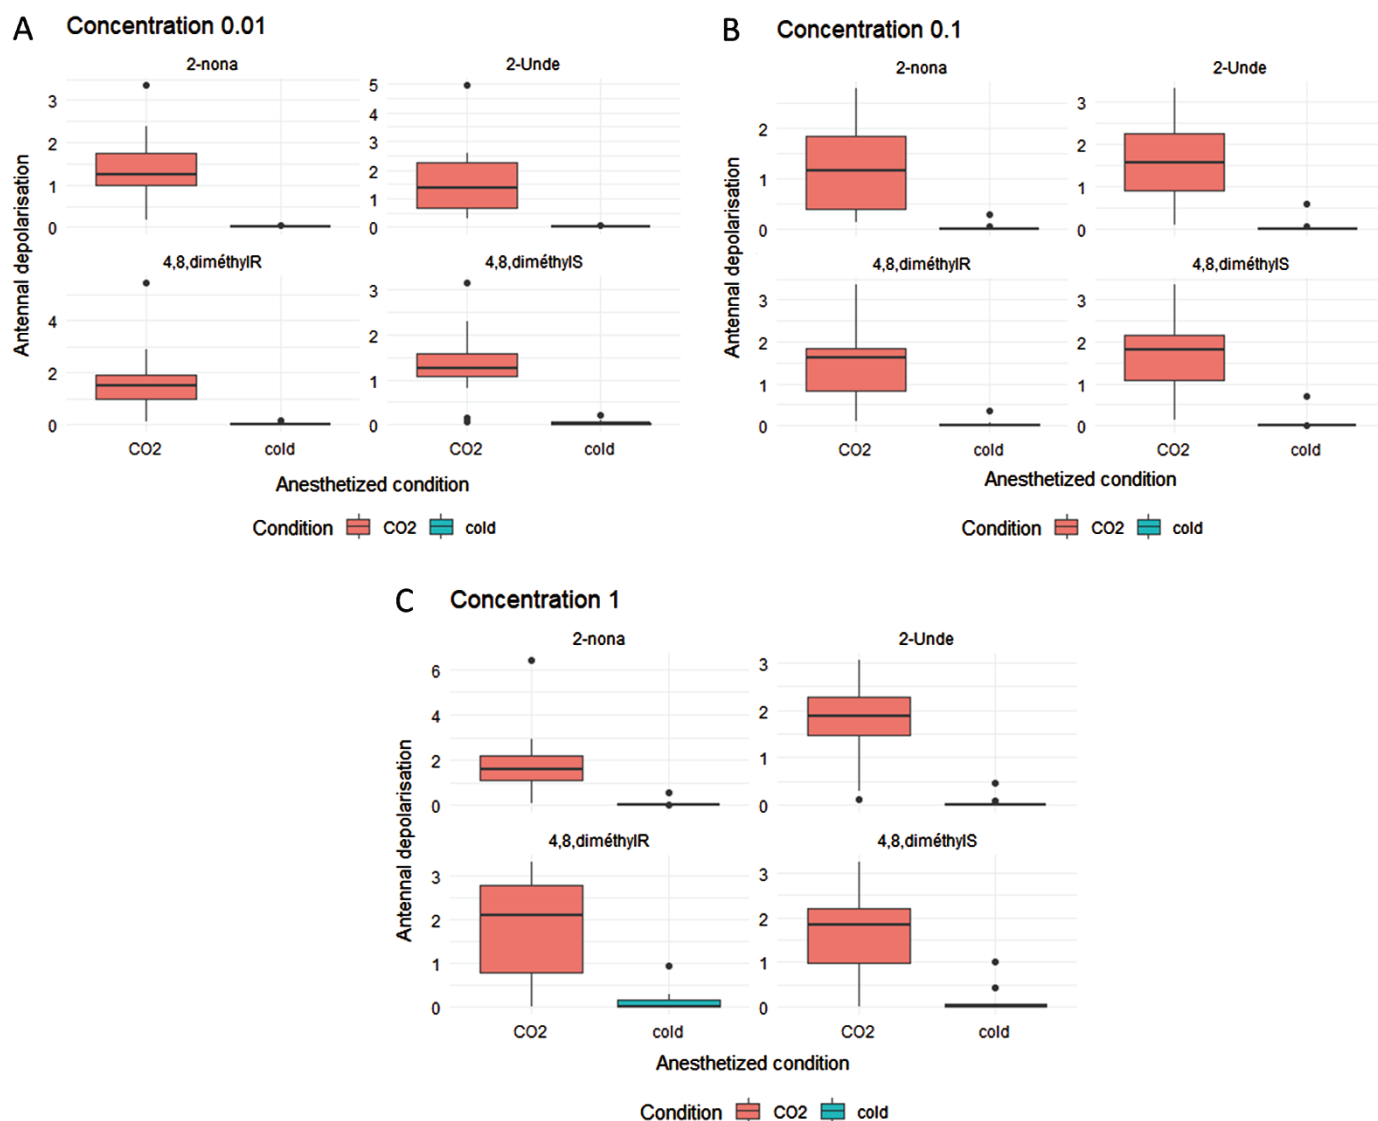 A Concentration 0.01
2-nona 2-Unde
3
2
1
0
5
4
3
2
1
0
4,8,diméthylR 4,8,diméthylS
4
2
0
3
2
1
0
Antennal depolarisation
CO2 cold CO2 cold
Anesthetized condition
Condition CO2 cold
B Concentration 0.1
2-nona 2-Unde
2
1
0
3
2
1
0
4,8,diméthylR 4,8,diméthylS
3
2
1
0
3
2
1
0
Antennal depolarisation
CO2 cold CO2 cold
Anesthetized condition
Condition CO2 cold
C Concentration 1
2-nona 2-Unde
6
4
2
0
3
2
1
0
4,8,diméthylR 4,8,diméthylS
3
2
1
0
3
2
1
0
Antennal depolarisation
CO2 cold CO2 cold
Anesthetized condition
Condition CO2 cold